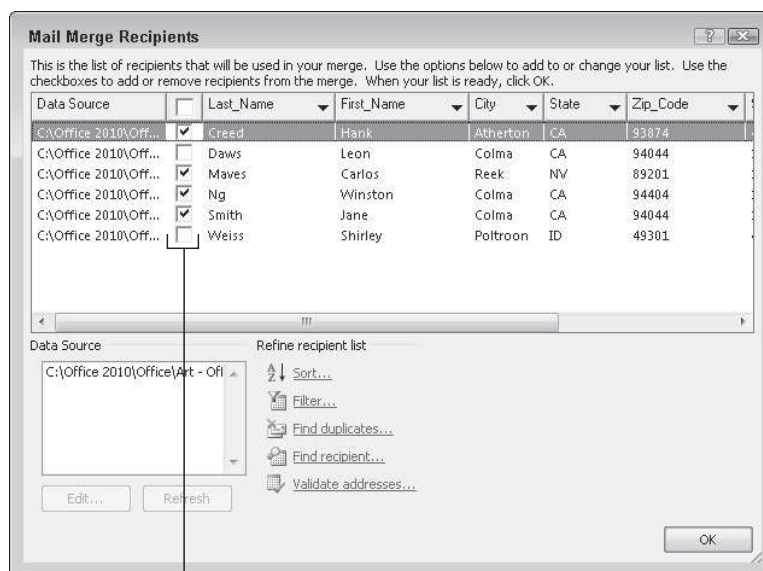 Mail Merge Recipients
This is the list of recipients that will be used in your merge. Use the options below to add to or change your list. Use the
checkboxes to add or remove recipients from the merge. When your list is ready, click OK.
Data Source Last_Name First_Name City State Zip_Code
C:\Office 2010\Off... Creed Hank Atherton CA 93874
C:\Office 2010\Off... Daws Leon Colma CA 94044
C:\Office 2010\Off... Maves Carlos Reek NV 89201
C:\Office 2010\Off... Ng Winston Colma CA 94404
C:\Office 2010\Off... Smith Jane Colma CA 94044
C:\Office 2010\Off... Weiss Shirley Poltroon ID 49301
Data Source
C:\Office 2010\Office\Art - Off
Edit...
Refresh
Refine recipient list
Sort...
Filter...
Find duplicates...
Find recipient...
Validate addresses...
OK